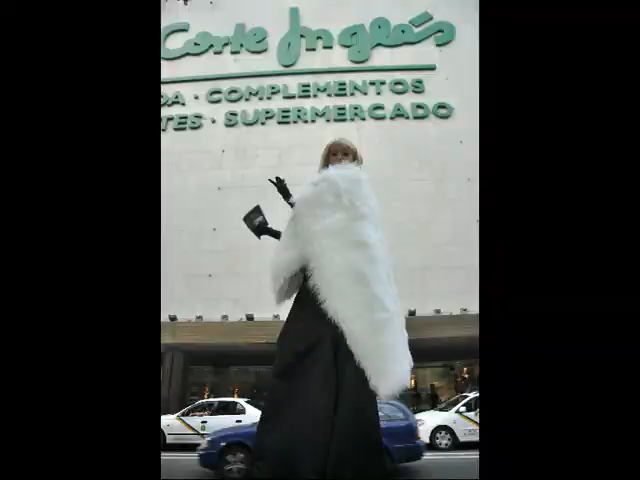 Corte Inglés
DA · COMPLEMENTOS
TES · SUPERMERCADO